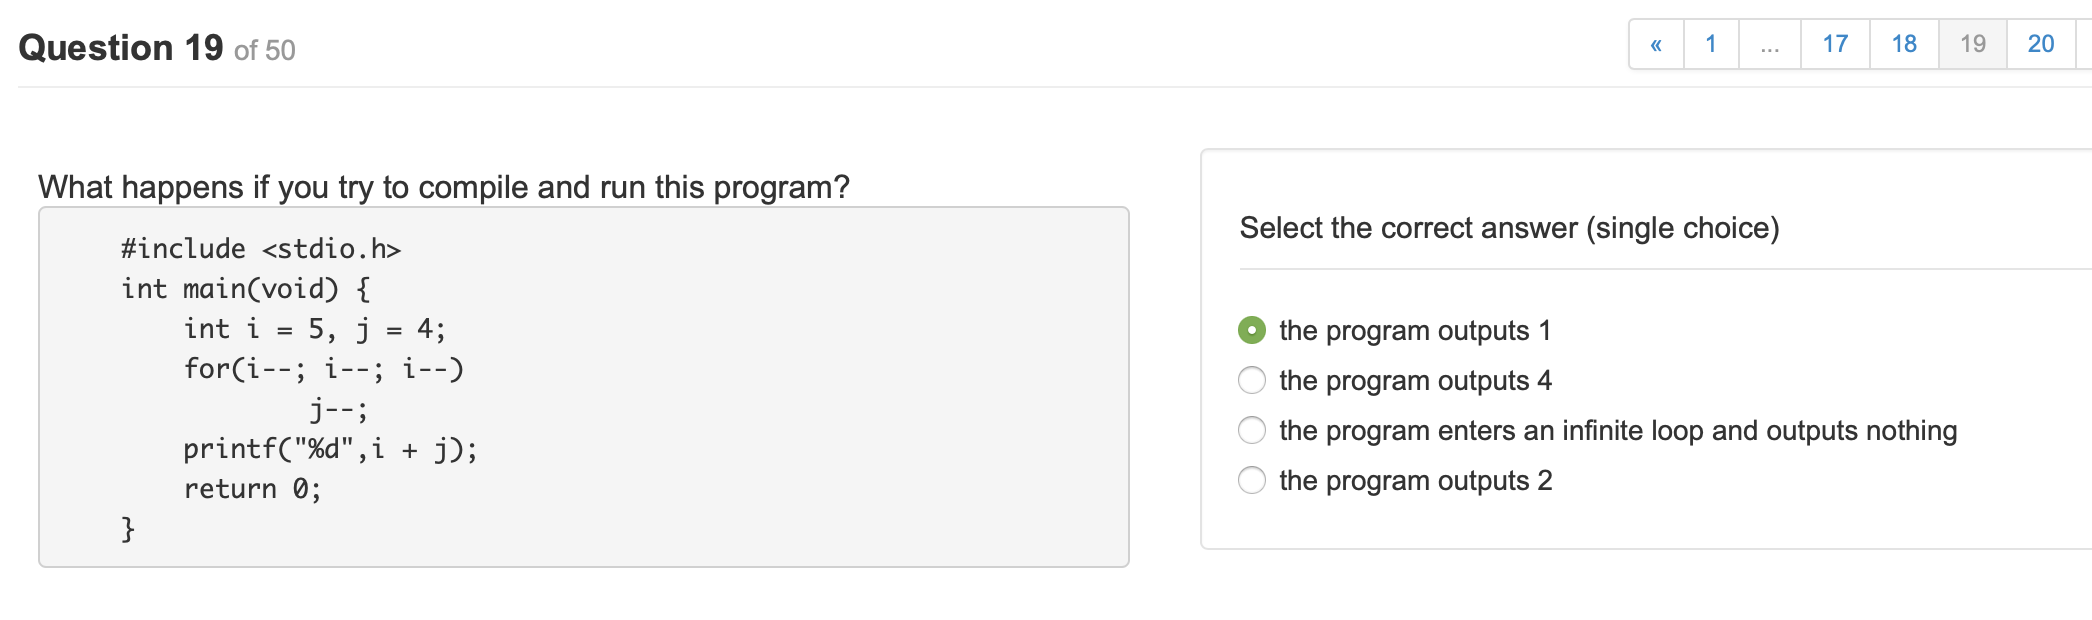 Question 19 of 50
« 1 ... 17 18 19 20
What happens if you try to compile and run this program?
#include <stdio.h>
int main(void) {
    int i = 5, j = 4;
    for(i--; i--; i--)
            j--;
    printf("%d",i + j);
    return 0;
}
Select the correct answer (single choice)
the program outputs 1
the program outputs 4
the program enters an infinite loop and outputs nothing
the program outputs 2